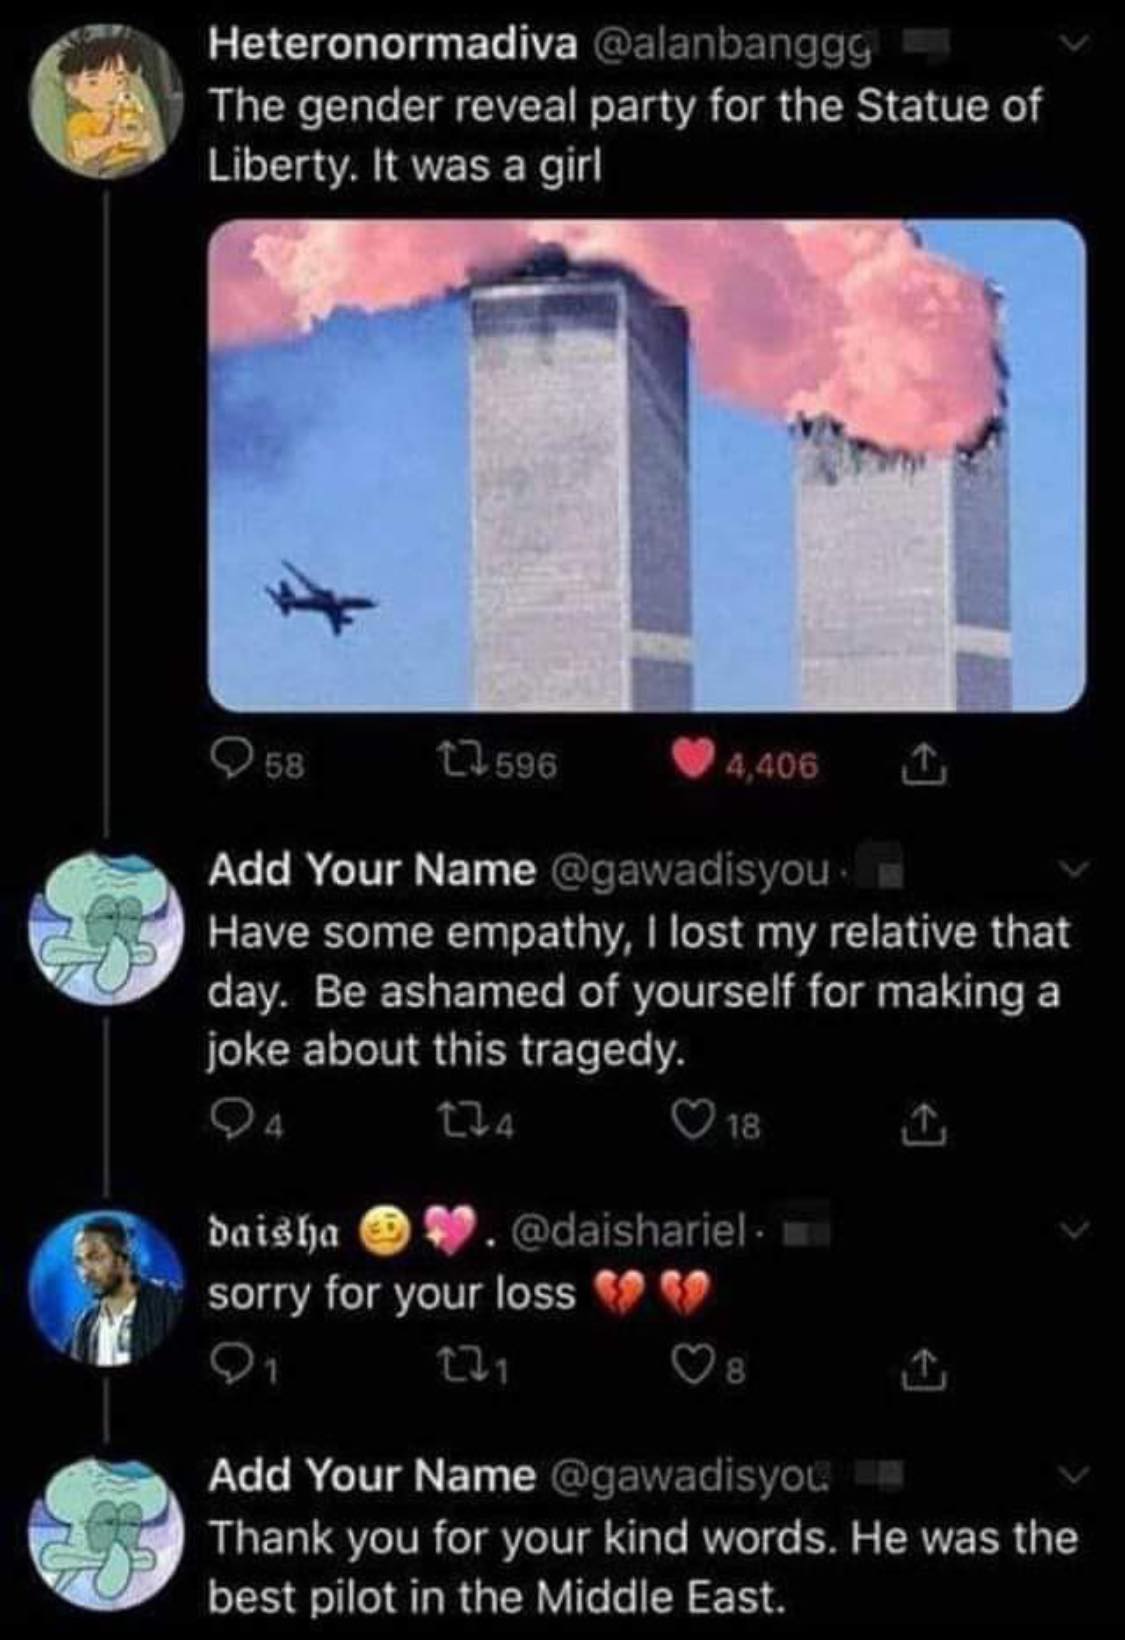 Heteronormadiva @alanbanggg
The gender reveal party for the Statue of
Liberty. It was a girl
58 596 4,406
Add Your Name @gawadisyou ·
Have some empathy, I lost my relative that
day. Be ashamed of yourself for making a
joke about this tragedy.
4 4 18
𝖉𝖆𝖎𝖘𝖍𝖆 🥴💖. @daishariel ·
sorry for your loss 💔💔
1 1 8
Add Your Name @gawadisyou
Thank you for your kind words. He was the
best pilot in the Middle East.